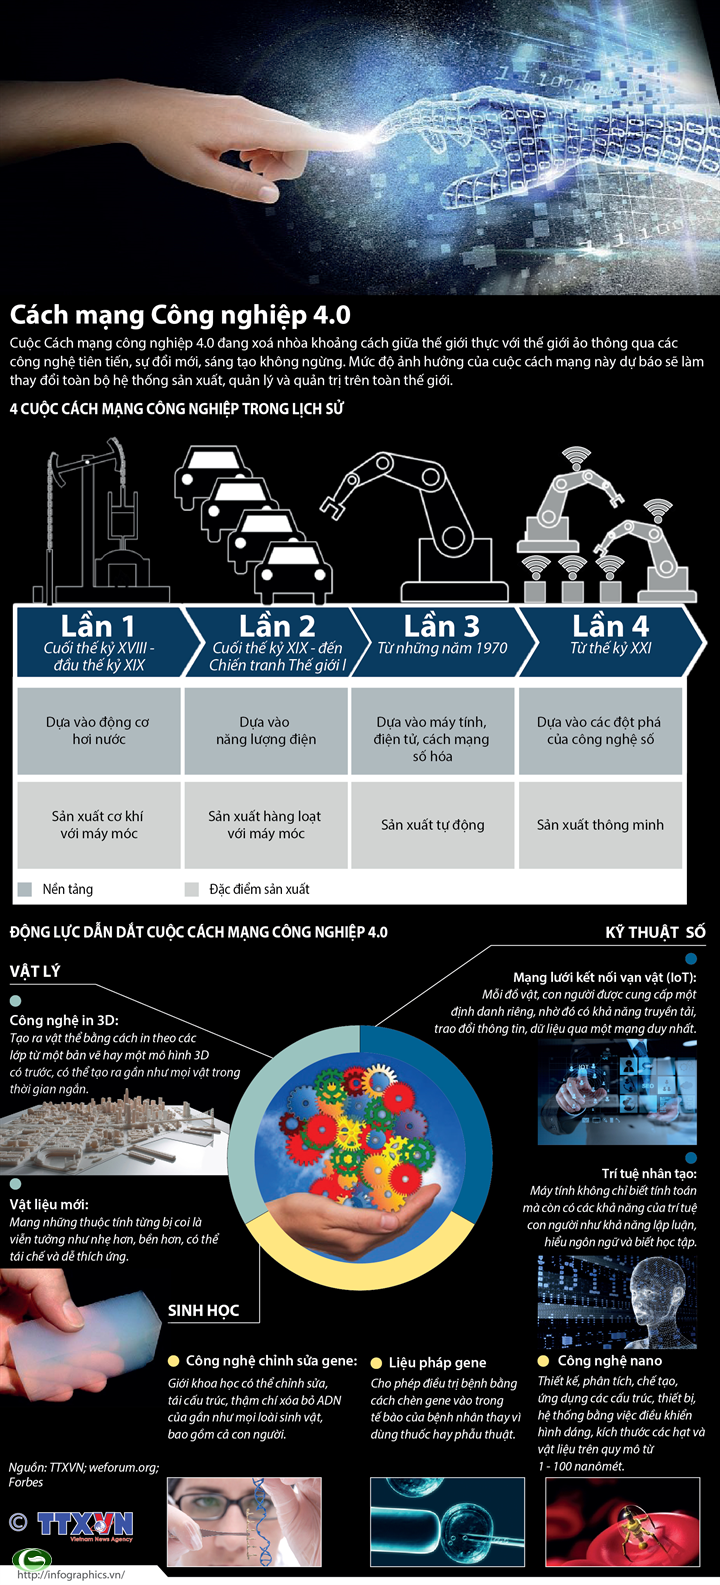 Cách mạng Công nghiệp 4.0
Cuộc Cách mạng công nghiệp 4.0 đang xoá nhòa khoảng cách giữa thế giới thực với thế giới ảo thông qua các
công nghệ tiên tiến, sự đổi mới, sáng tạo không ngừng. Mức độ ảnh hưởng của cuộc cách mạng này dự báo sẽ làm
thay đổi toàn bộ hệ thống sản xuất, quản lý và quản trị trên toàn thế giới.
4 CUỘC CÁCH MẠNG CÔNG NGHIỆP TRONG LỊCH SỬ
Lần 1
Cuối thế kỷ XVIII -
đầu thế kỷ XIX
Lần 2
Cuối thế kỷ XIX - đến
Chiến tranh Thế giới I
Lần 3
Từ những năm 1970
Lần 4
Từ thế kỷ XXI
Dựa vào động cơ
hơi nước
Dựa vào
năng lượng điện
Dựa vào máy tính,
điện tử, cách mạng
số hóa
Dựa vào các đột phá
của công nghệ số
Sản xuất cơ khí
với máy móc
Sản xuất hàng loạt
với máy móc
Sản xuất tự động
Sản xuất thông minh
Nền tảng
Đặc điểm sản xuất
ĐỘNG LỰC DẪN DẮT CUỘC CÁCH MẠNG CÔNG NGHIỆP 4.0
KỸ THUẬT SỐ
VẬT LÝ
Mạng lưới kết nối vạn vật (IoT):
Mỗi đồ vật, con người được cung cấp một
định danh riêng, nhờ đó có khả năng truyền tải,
trao đổi thông tin, dữ liệu qua một mạng duy nhất.
Công nghệ in 3D:
Tạo ra vật thể bằng cách in theo các
lớp từ một bản vẽ hay một mô hình 3D
có trước, có thể tạo ra gần như mọi vật trong
thời gian ngắn.
Trí tuệ nhân tạo:
Máy tính không chỉ biết tính toán
mà còn có các khả năng của trí tuệ
con người như khả năng lập luận,
hiểu ngôn ngữ và biết học tập.
Vật liệu mới:
Mang những thuộc tính từng bị coi là
viễn tưởng như nhẹ hơn, bền hơn, có thể
tái chế và dễ thích ứng.
SINH HỌC
Công nghệ chỉnh sửa gene:
Giới khoa học có thể chỉnh sửa,
tái cấu trúc, thậm chí xóa bỏ ADN
của gần như mọi loài sinh vật,
bao gồm cả con người.
Liệu pháp gene
Cho phép điều trị bệnh bằng
cách chèn gene vào trong
tế bào của bệnh nhân thay vì
dùng thuốc hay phẫu thuật.
Công nghệ nano
Thiết kế, phân tích, chế tạo,
ứng dụng các cấu trúc, thiết bị,
hệ thống bằng việc điều khiển
hình dáng, kích thước các hạt và
vật liệu trên quy mô từ
1 - 100 nanômét.
Nguồn: TTXVN; weforum.org;
Forbes
© TTXVN
Vietnam News Agency
http://infographics.vn/